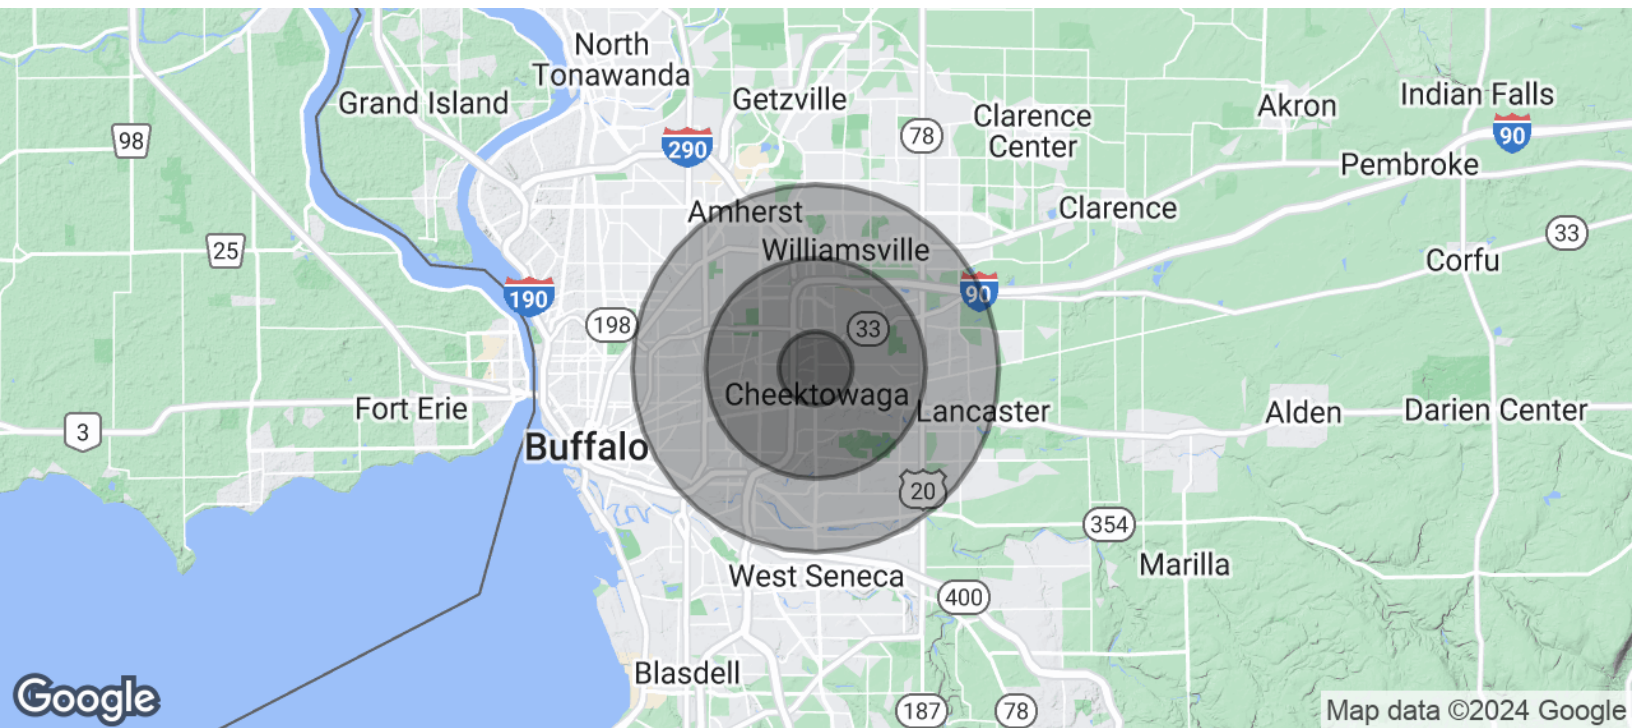 North
Tonawanda
Grand Island
Getzville
Akron
Indian Falls
Clarence
Center
98
78
90
290
Pembroke
Amherst
Clarence
33
25
Williamsville
Corfu
190
90
198
33
Cheektowaga
Fort Erie
Lancaster
Alden
Darien Center
3
Buffalo
20
354
Marilla
West Seneca
400
Blasdell
Google
187
78
Map data ©2024 Google